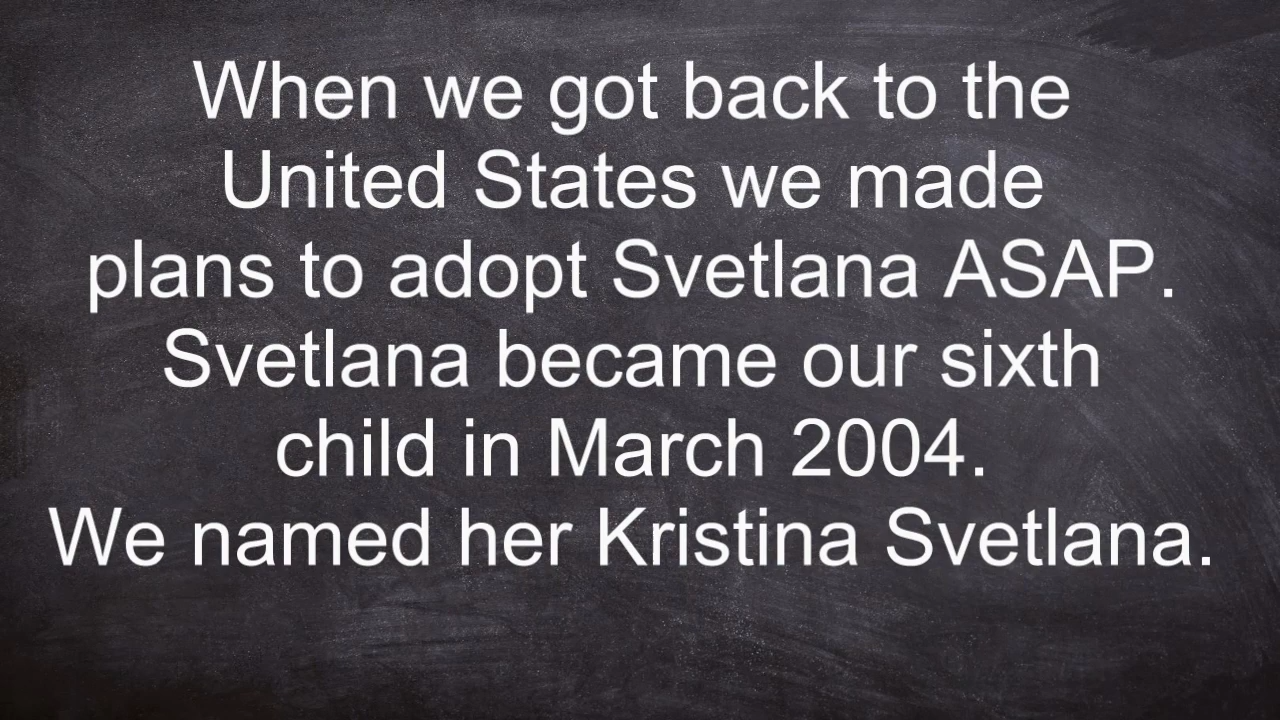 When we got back to the
United States we made
plans to adopt Svetlana ASAP.
Svetlana became our sixth
child in March 2004.
We named her Kristina Svetlana.